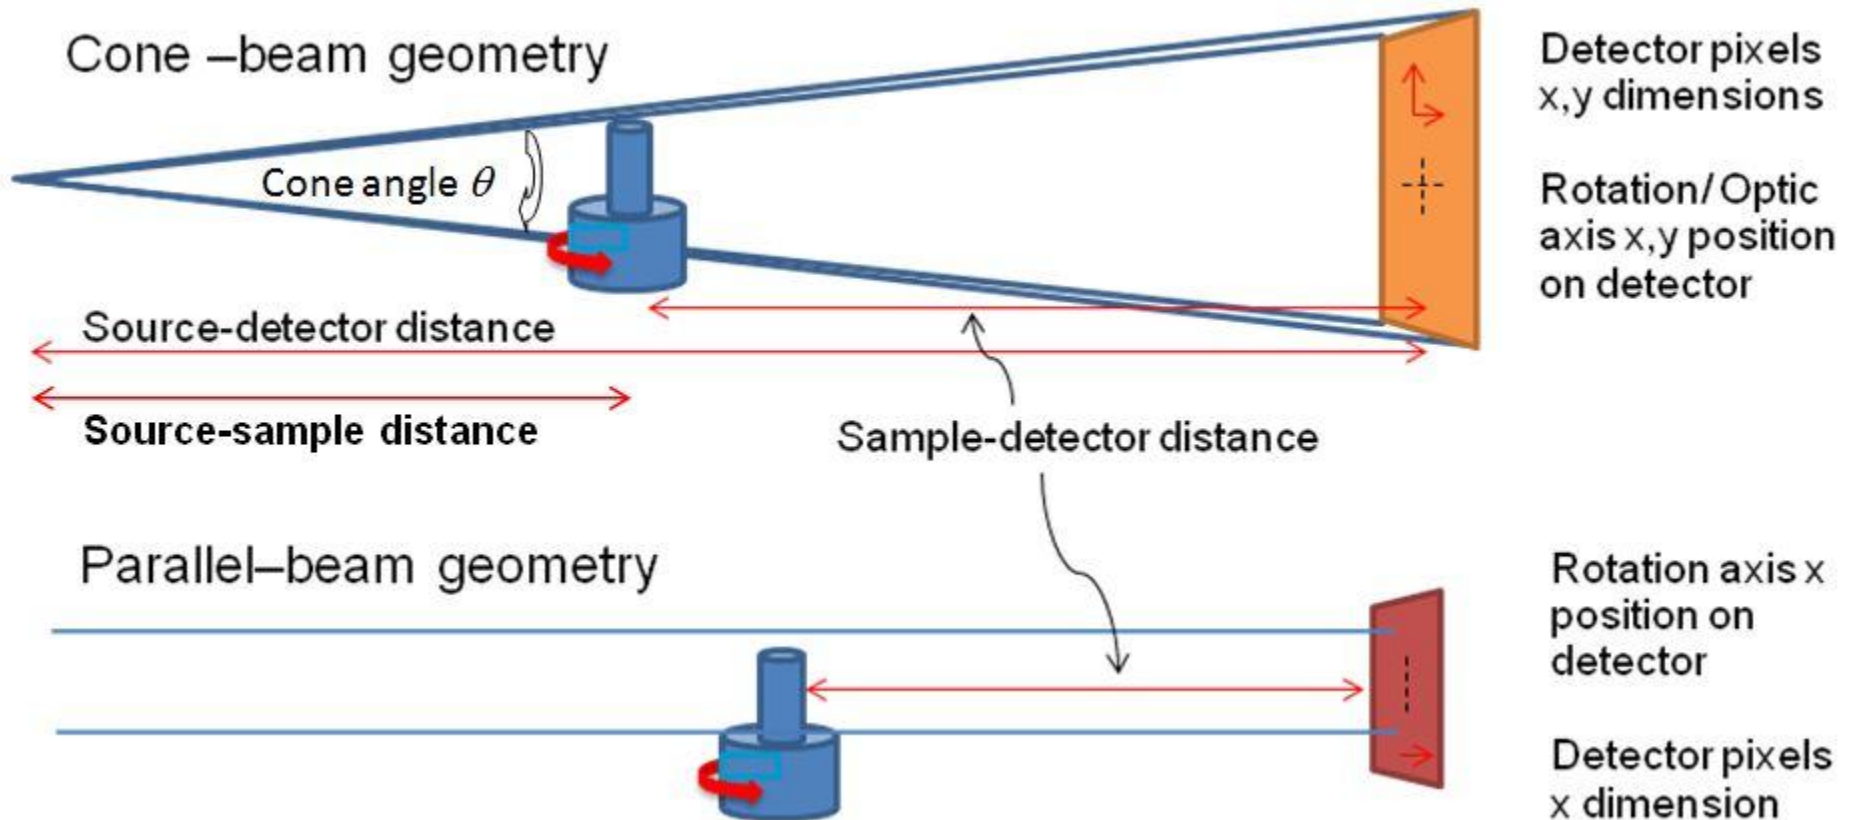 Cone –beam geometry
Detector pixels
x,y dimensions
Cone angle θ
Rotation/ Optic
axis x,y position
on detector
Source-detector distance
Source-sample distance
Sample-detector distance
Parallel–beam geometry
Rotation axis x
position on
detector
Detector pixels
x dimension